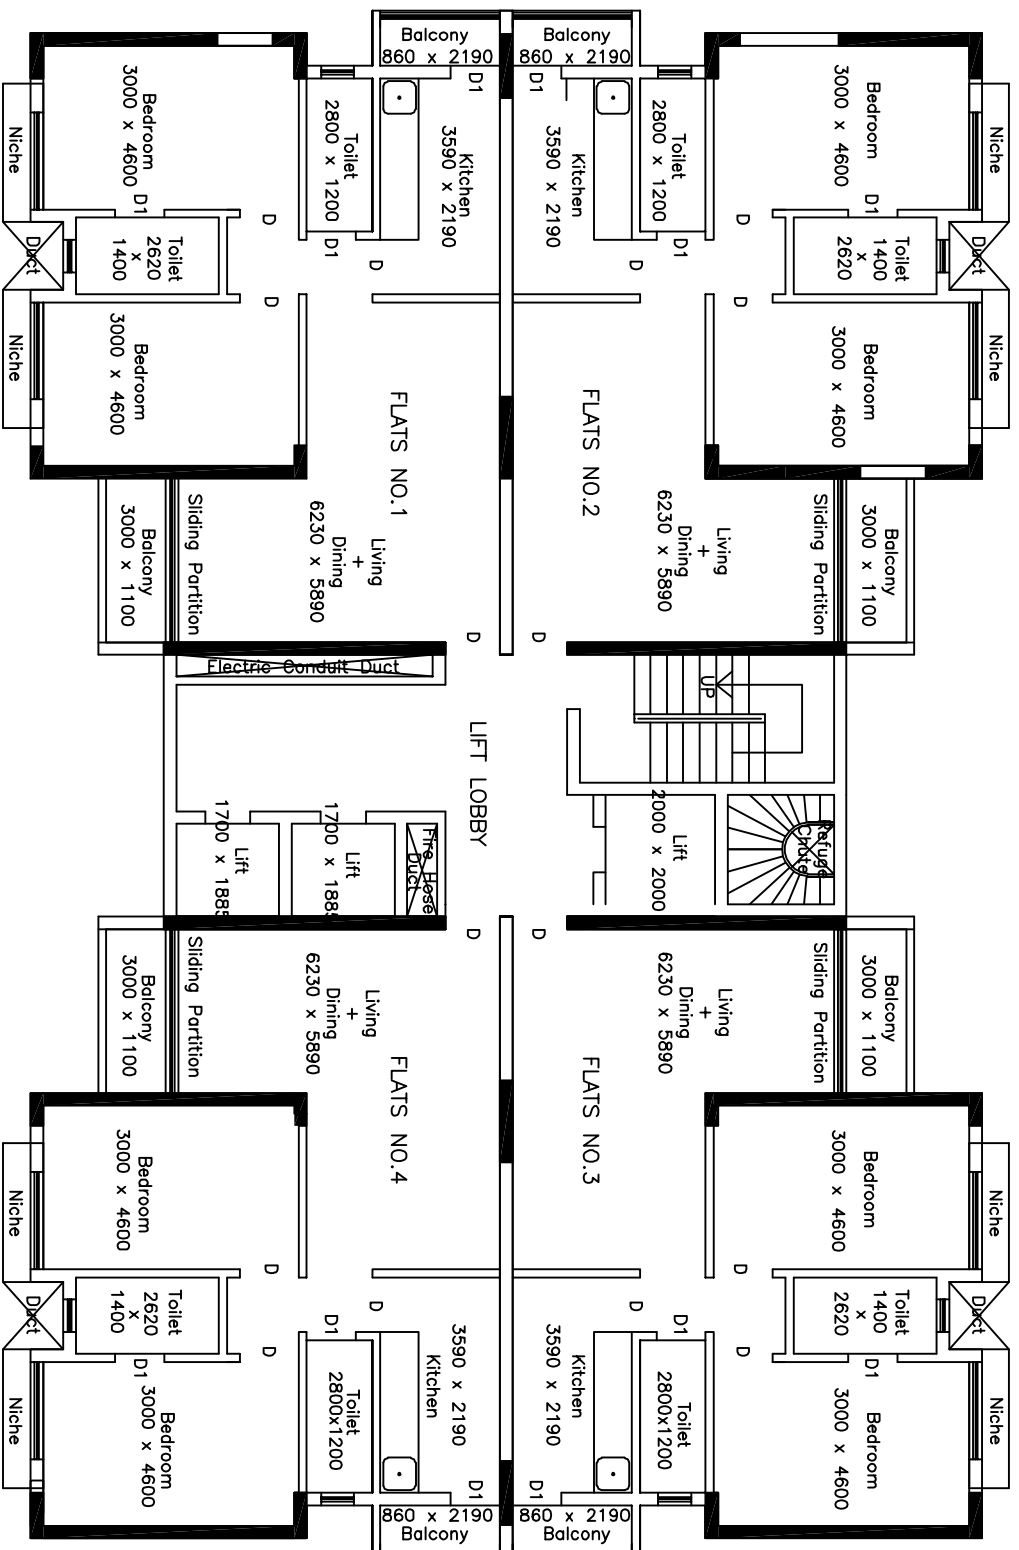 Balcony
860 x 2190
Balcony
860 x 2190
Niche
Bedroom
3000 x 4600
D1
Toilet
2800 x 1200
D1
D1
Kitchen
3590 x 2190
D1
Kitchen
3590 x 2190
Toilet
2800 x 1200
D1
Bedroom
3000 x 4600
D1
Niche
D
D
D
D
Duct
Toilet
2620
x
1400
Toilet
1400
x
2620
Duct
D
D
Niche
Bedroom
3000 x 4600
FLATS NO.1
FLATS NO.2
Bedroom
3000 x 4600
Niche
Balcony
3000 x 1100
Sliding Partition
Living
+
Dining
6230 x 5890
D
D
Living
+
Dining
6230 x 5890
Sliding Partition
Balcony
3000 x 1100
Electric Conduit Duct
UP
LIFT LOBBY
Lift
1700 x 1885
Lift
1700 x 1885
Fire Hose
Duct
Lift
2000 x 2000
Refuge
Chute
Balcony
3000 x 1100
Sliding Partition
Living
+
Dining
6230 x 5890
D
D
Living
+
Dining
6230 x 5890
Sliding Partition
Balcony
3000 x 1100
FLATS NO.4
FLATS NO.3
Niche
Bedroom
3000 x 4600
Bedroom
3000 x 4600
Niche
D
D
Duct
Toilet
2620
x
1400
D
D
Toilet
1400
x
2620
Duct
D1
D1
D
D
D1
D1
Niche
Bedroom
3000 x 4600
Toilet
2800x1200
Kitchen
3590 x 2190
Kitchen
3590 x 2190
Toilet
2800x1200
Bedroom
3000 x 4600
Niche
D1
D1
860 x 2190
Balcony
860 x 2190
Balcony